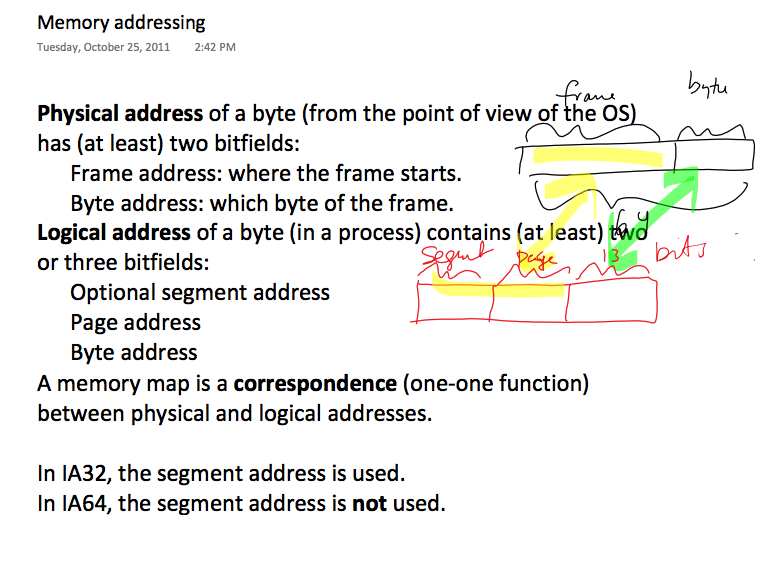 Memory addressing
Tuesday, October 25, 2011 2:42 PM
frame byte
Physical address of a byte (from the point of view of the OS)
has (at least) two bitfields:
Frame address: where the frame starts.
Byte address: which byte of the frame.
64
Logical address of a byte (in a process) contains (at least) two
Segment Page 13 bits
or three bitfields:
Optional segment address
Page address
Byte address
A memory map is a correspondence (one-one function)
between physical and logical addresses.
In IA32, the segment address is used.
In IA64, the segment address is not used.